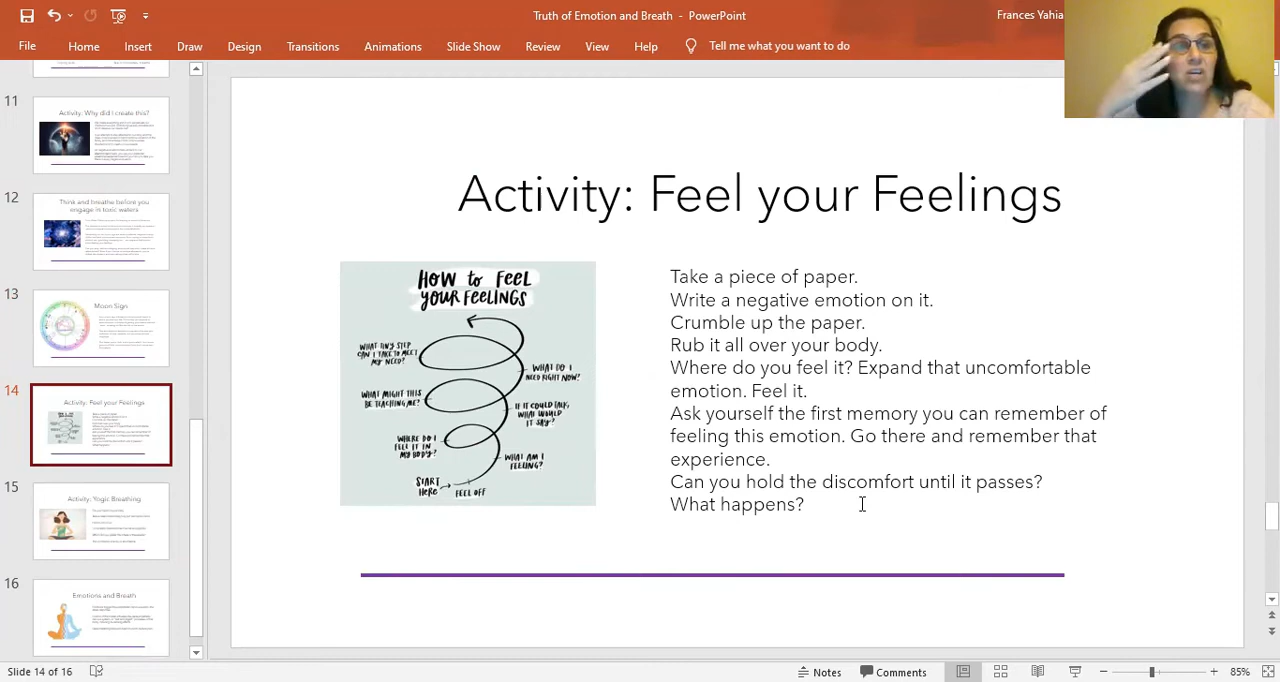 Truth of Emotion and Breath - PowerPoint
Frances Yahia
File Home Insert Draw Design Transitions Animations Slide Show Review View Help Tell me what you want to do
11
Activity: Why did I create this?
12
Think and breathe before you
engage in toxic waters
13
Moon Sign
14
Activity: Feel your Feelings
15
Activity: Yogic Breathing
16
Emotions and Breath
Activity: Feel your Feelings
HOW to FEEL
YOUR FEELINGS
WHAT TINY STEP
CAN I TAKE TO MEET
MY NEED?
WHAT DO I
NEED RIGHT NOW?
WHAT MIGHT THIS
BE TEACHING ME?
IF IT COULD TALK,
WHAT WOULD
IT SAY?
WHERE DO I
FEEL IT IN
MY BODY?
WHAT AM I
FEELING?
START
HERE
FEEL OFF
Take a piece of paper.
Write a negative emotion on it.
Crumble up the paper.
Rub it all over your body.
Where do you feel it? Expand that uncomfortable
emotion. Feel it.
Ask yourself the first memory you can remember of
feeling this emotion. Go there and remember that
experience.
Can you hold the discomfort until it passes?
What happens?
Slide 14 of 16
Notes
Comments
85%